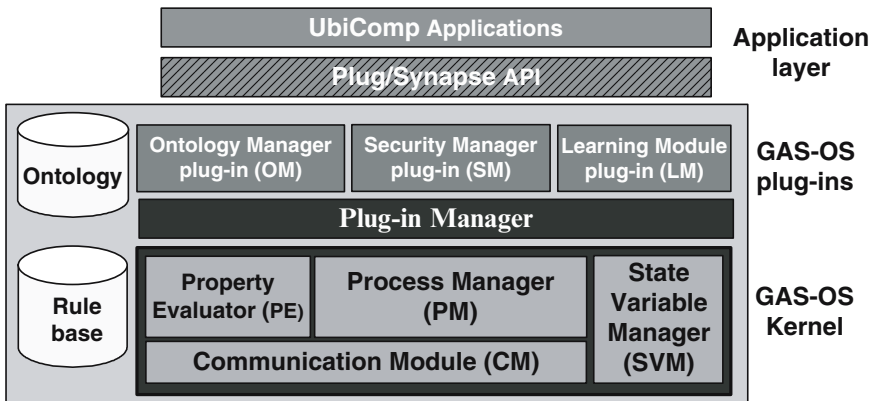 UbiComp Applications
Application
layer
Plug/Synapse API
Ontology
Ontology Manager
plug-in (OM)
Security Manager
plug-in (SM)
Learning Module
plug-in (LM)
GAS-OS
plug-ins
Plug-in Manager
Rule
base
Property
Evaluator (PE)
Process Manager
(PM)
State
Variable
Manager
(SVM)
Communication Module (CM)
GAS-OS
Kernel